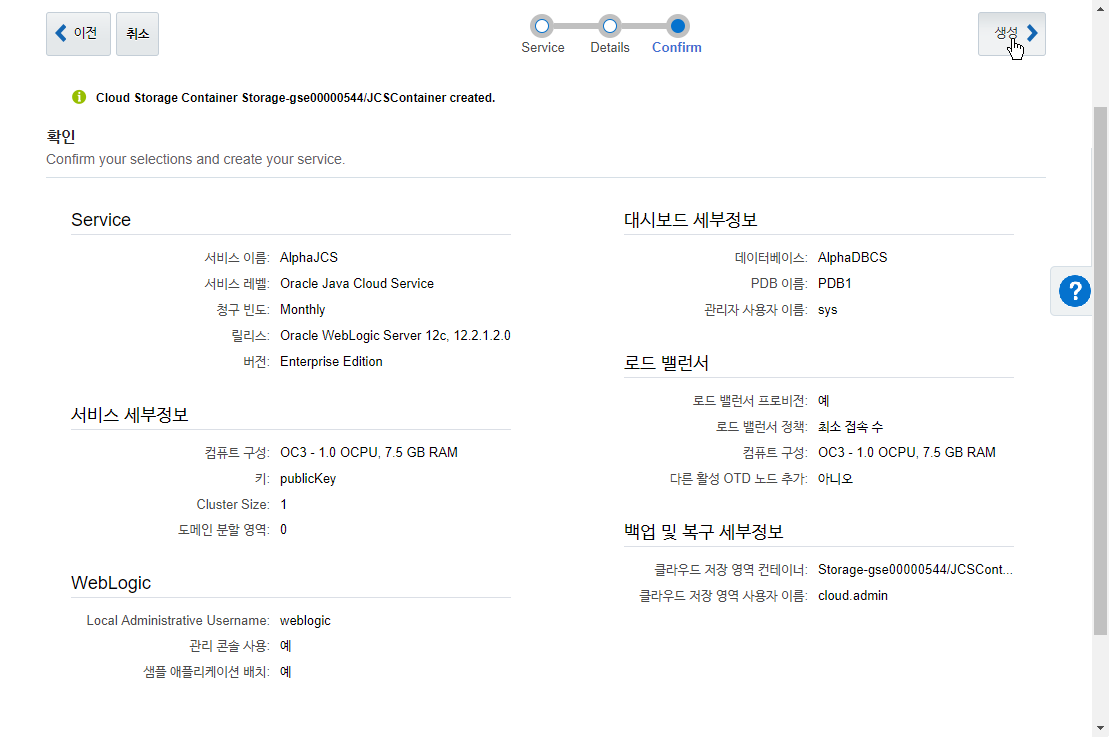 이전
취소
Service
Details
Confirm
생성
Cloud Storage Container Storage-gse00000544/JCSContainer created.
확인
Confirm your selections and create your service.
Service
서비스 이름: AlphaJCS
서비스 레벨: Oracle Java Cloud Service
청구 빈도: Monthly
릴리스: Oracle WebLogic Server 12c, 12.2.1.2.0
버전: Enterprise Edition
서비스 세부정보
컴퓨트 구성: OC3 - 1.0 OCPU, 7.5 GB RAM
키: publicKey
Cluster Size: 1
도메인 분할 영역: 0
WebLogic
Local Administrative Username: weblogic
관리 콘솔 사용: 예
샘플 애플리케이션 배치: 예
대시보드 세부정보
데이터베이스: AlphaDBCS
PDB 이름: PDB1
관리자 사용자 이름: sys
로드 밸런서
로드 밸런서 프로비전: 예
로드 밸런서 정책: 최소 접속 수
컴퓨트 구성: OC3 - 1.0 OCPU, 7.5 GB RAM
다른 활성 OTD 노드 추가: 아니오
백업 및 복구 세부정보
클라우드 저장 영역 컨테이너: Storage-gse00000544/JCSCont...
클라우드 저장 영역 사용자 이름: cloud.admin
?